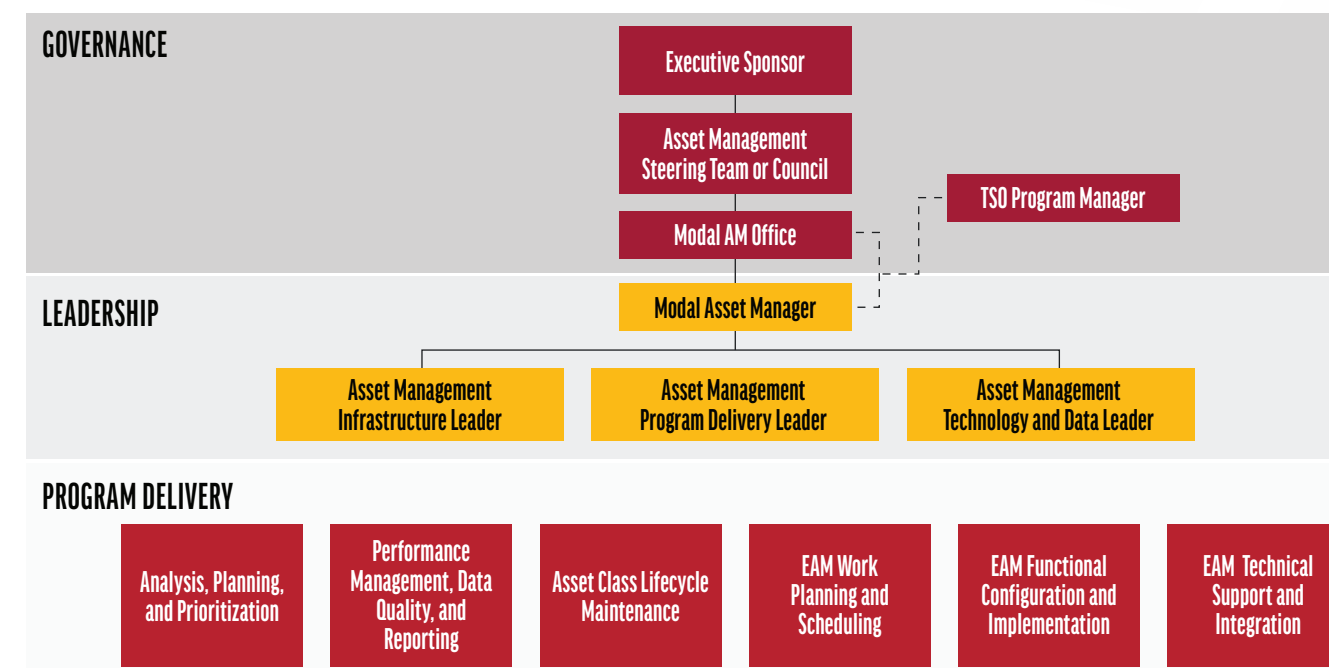 GOVERNANCE
Executive Sponsor
Asset Management
Steering Team or Council
TSO Program Manager
Modal AM Office
LEADERSHIP
Modal Asset Manager
Asset Management
Infrastructure Leader
Asset Management
Program Delivery Leader
Asset Management
Technology and Data Leader
PROGRAM DELIVERY
Analysis, Planning,
and Prioritization
Performance
Management, Data
Quality, and
Reporting
Asset Class Lifecycle
Maintenance
EAM Work
Planning and
Scheduling
EAM Functional
Configuration and
Implementation
EAM Technical
Support and
Integration